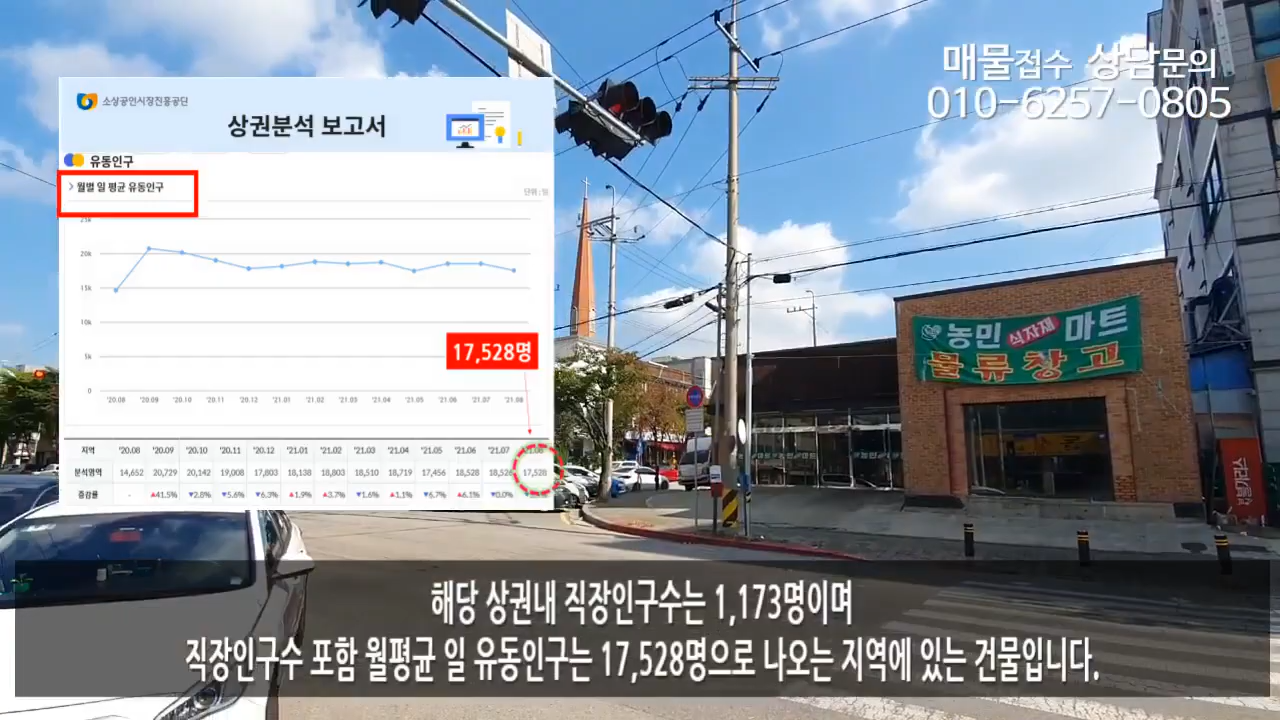 매물접수 상담문의
010-6257-0805
소상공인시장진흥공단
상권분석 보고서
유동인구
> 월별 일 평균 유동인구
단위 : 명
25k
20k
15k
10k
5k
0
17,528명
'20.08 '20.09 '20.10 '20.11 '20.12 '21.01 '21.02 '21.03 '21.04 '21.05 '21.06 '21.07 '21.08
지역 '20.08 '20.09 '20.10 '20.11 '20.12 '21.01 '21.02 '21.03 '21.04 '21.05 '21.06 '21.07
분석영역 14,652 20,729 20,142 19,008 17,803 18,138 18,803 18,510 18,719 17,456 18,528 18,526 17,528
증감률 - ▲41.5% ▼2.8% ▼5.6% ▼6.3% ▲1.9% ▲3.7% ▼1.6% ▲1.1% ▼6.7% ▲6.1% ▼0.0%
농민 식자재 마트
물류창고
해당 상권내 직장인구수는 1,173명이며
직장인구수 포함 월평균 일 유동인구는 17,528명으로 나오는 지역에 있는 건물입니다.